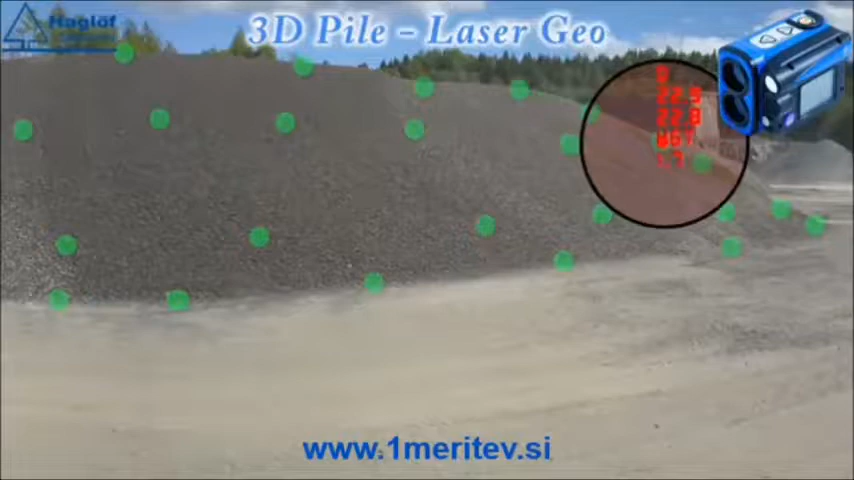 Haglöf
3D Pile - Laser Geo
22.9
22.8
www.1meritev.si